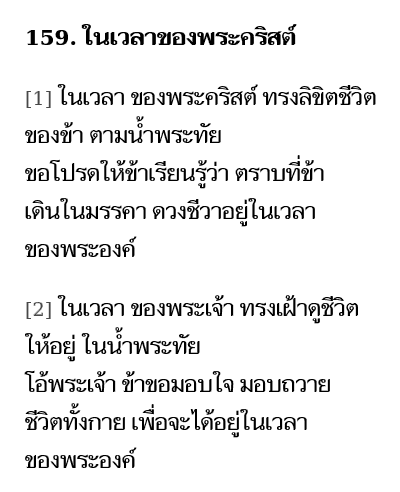 159. ในเวลาของพระคริสต์
[1] ในเวลา ของพระคริสต์ ทรงลิขิตชีวิต
ของข้า ตามน้ำพระทัย
ขอโปรดให้ข้าเรียนรู้ว่า ตราบที่ข้า
เดินในมรรคา ดวงชีวาอยู่ในเวลา
ของพระองค์
[2] ในเวลา ของพระเจ้า ทรงเฝ้าดูชีวิต
ให้อยู่ ในน้ำพระทัย
โอ้พระเจ้า ข้าขอมอบใจ มอบถวาย
ชีวิตทั้งกาย เพื่อจะได้อยู่ในเวลา
ของพระองค์